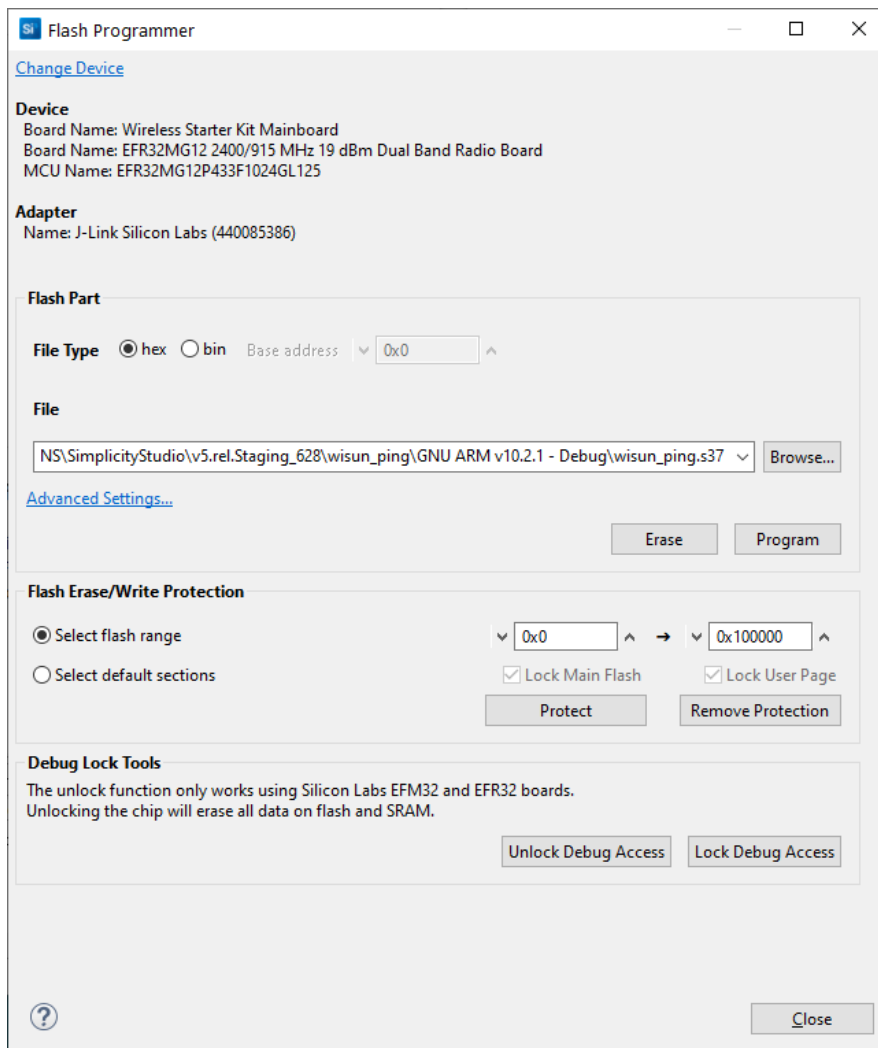 Si Flash Programmer
Change Device
Device
Board Name: Wireless Starter Kit Mainboard
Board Name: EFR32MG12 2400/915 MHz 19 dBm Dual Band Radio Board
MCU Name: EFR32MG12P433F1024GL125
Adapter
Name: J-Link Silicon Labs (440085386)
Flash Part
File Type hex bin Base address 0x0
File
NS\SimplicityStudio\v5.rel.Staging_628\wisun_ping\GNU ARM v10.2.1 - Debug\wisun_ping.s37 Browse...
Advanced Settings...
Erase Program
Flash Erase/Write Protection
Select flash range 0x0 → 0x100000
Select default sections Lock Main Flash Lock User Page
Protect Remove Protection
Debug Lock Tools
The unlock function only works using Silicon Labs EFM32 and EFR32 boards.
Unlocking the chip will erase all data on flash and SRAM.
Unlock Debug Access Lock Debug Access
? Close